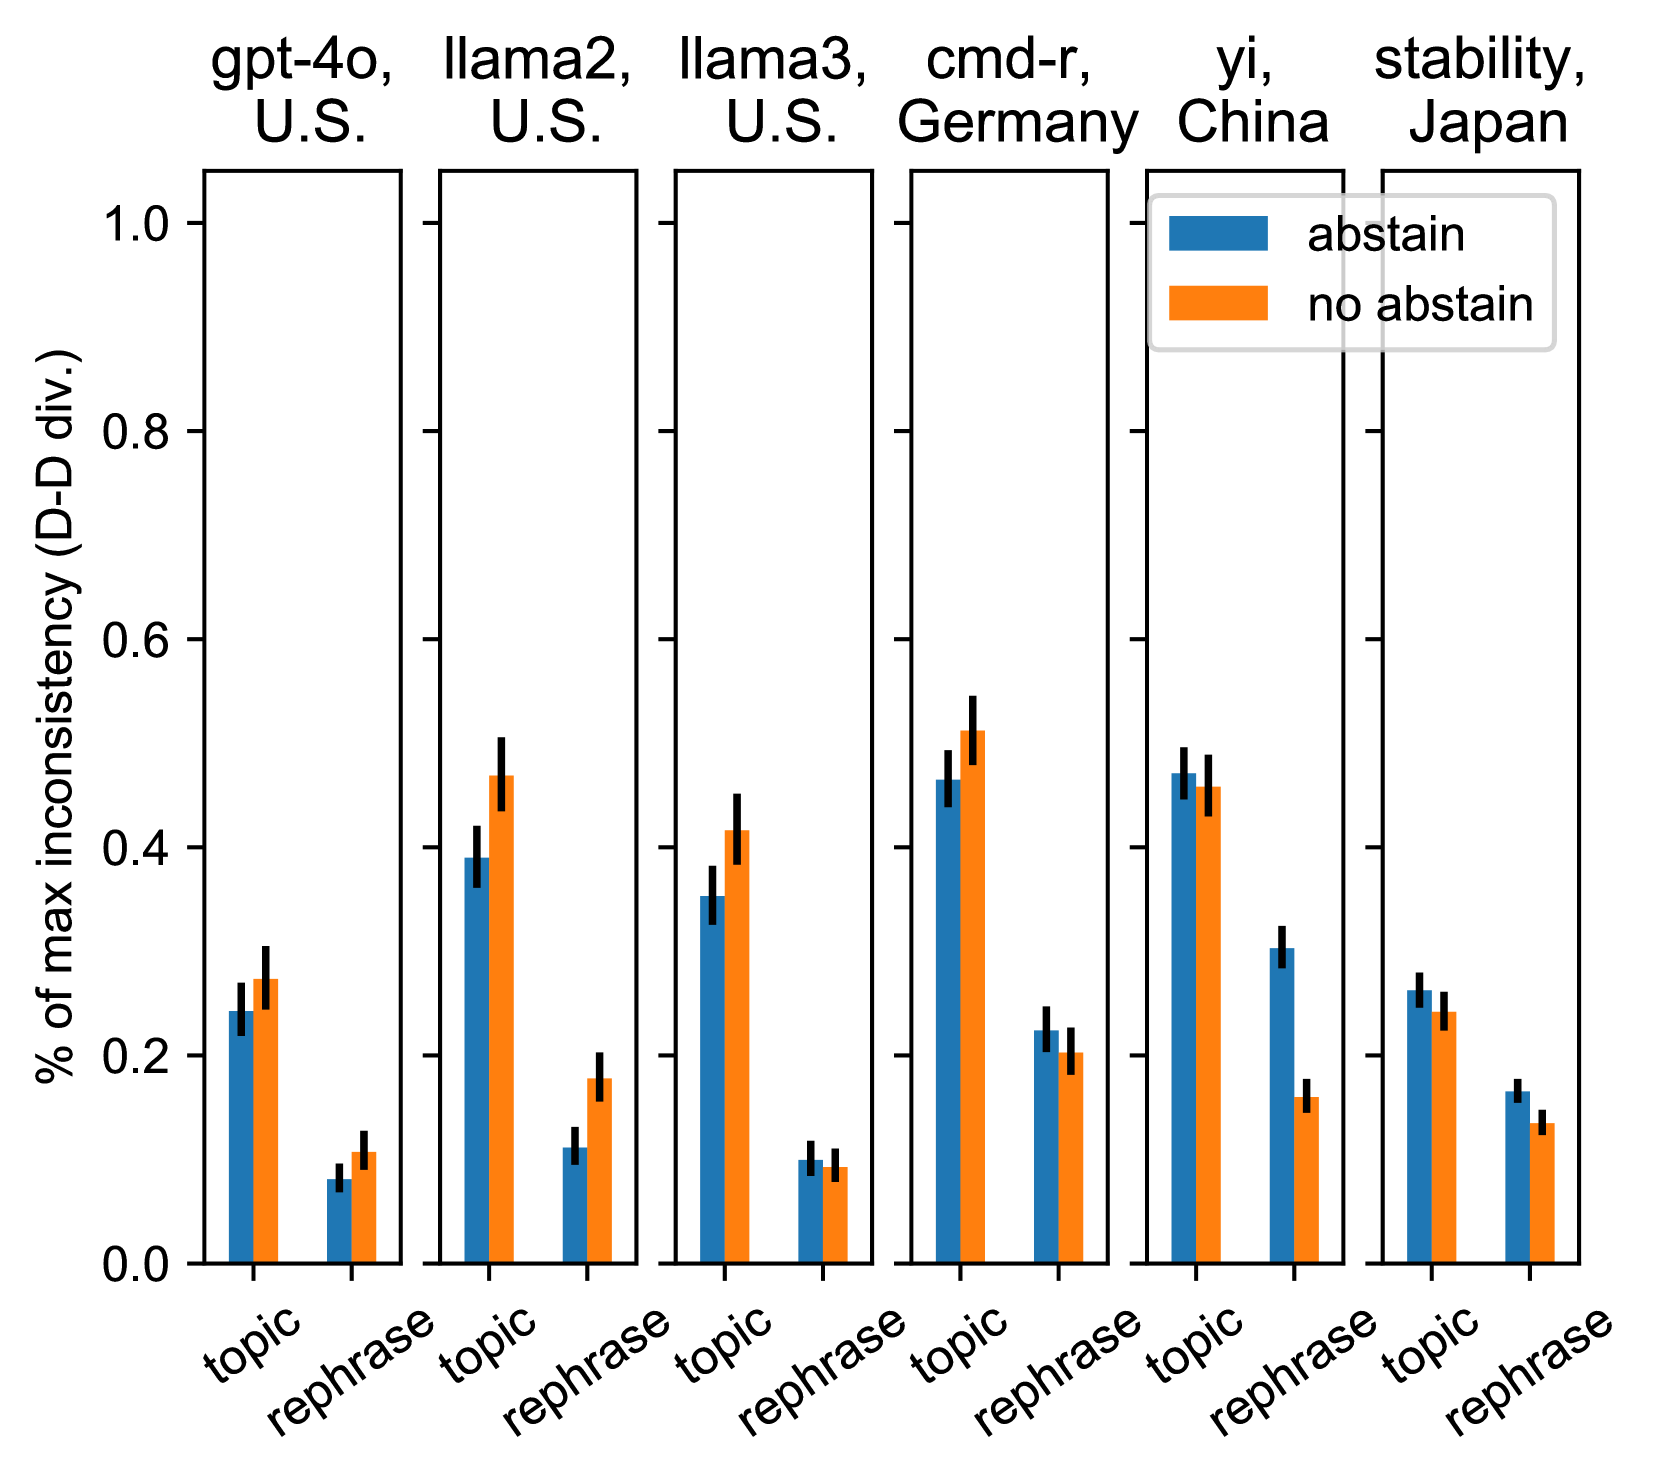 gpt-4o,
U.S.
llama2,
U.S.
llama3,
U.S.
cmd-r,
Germany
yi,
China
stability,
Japan
% of max inconsistency (D-D div.)
1.0
0.8
0.6
0.4
0.2
0.0
abstain
no abstain
topic
rephrase
topic
rephrase
topic
rephrase
topic
rephrase
topic
rephrase
topic
rephrase